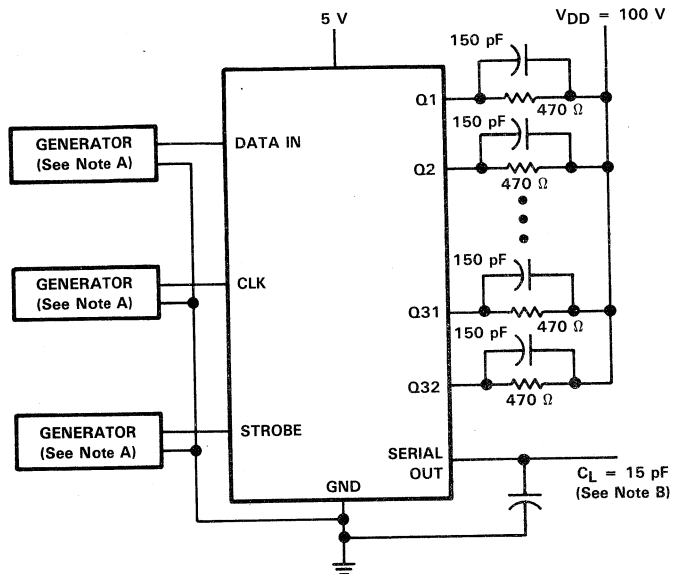 5 V
VDD = 100 V
150 pF
Q1
470 Ω
GENERATOR
(See Note A)
DATA IN
150 pF
Q2
470 Ω
GENERATOR
(See Note A)
CLK
150 pF
Q31
470 Ω
150 pF
Q32
470 Ω
GENERATOR
(See Note A)
STROBE
SERIAL
OUT
GND
CL = 15 pF
(See Note B)